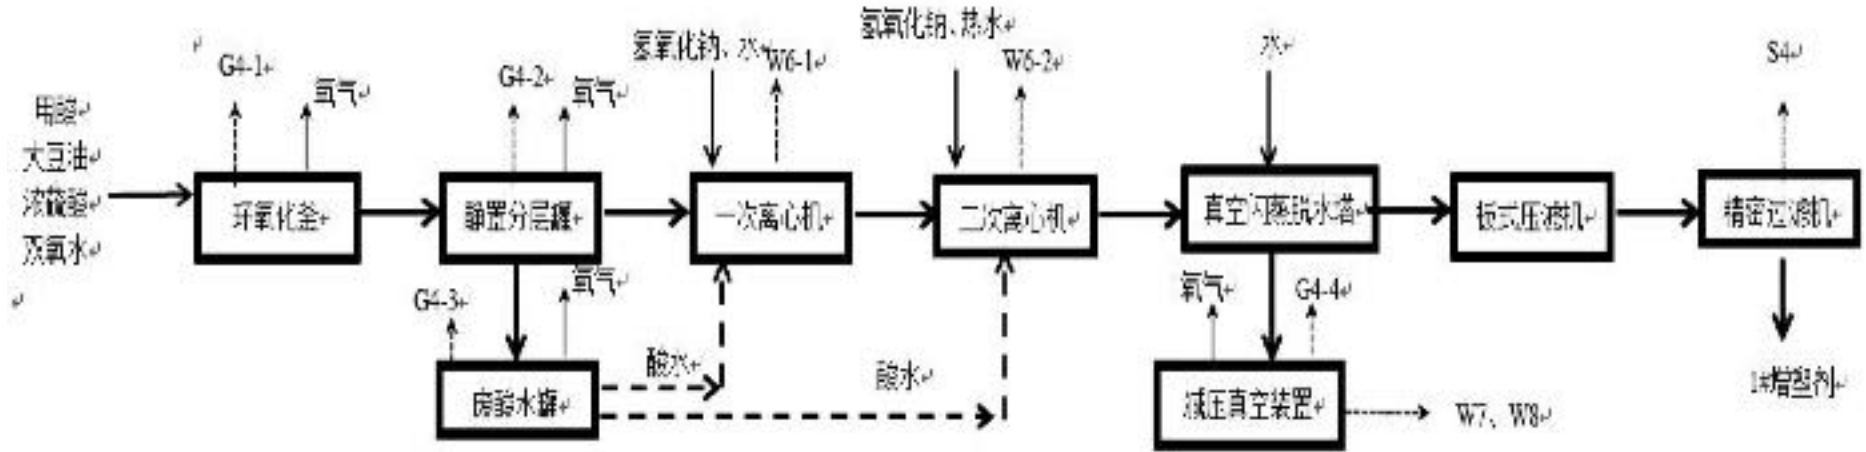 G4-1
氧气
甲酸
大豆油
浓硫酸
双氧水
环氧化釜
G4-2
氧气
静置分层罐
G4-3
氧气
废酸水罐
酸水
酸水
氢氧化钠、水
W6-1
一次离心机
氢氧化钠、热水
W6-2
二次离心机
水
真空闪蒸脱水塔
氧气
G4-4
减压真空装置
W7、W8
板式压滤机
S4
精密过滤机
1#增塑剂